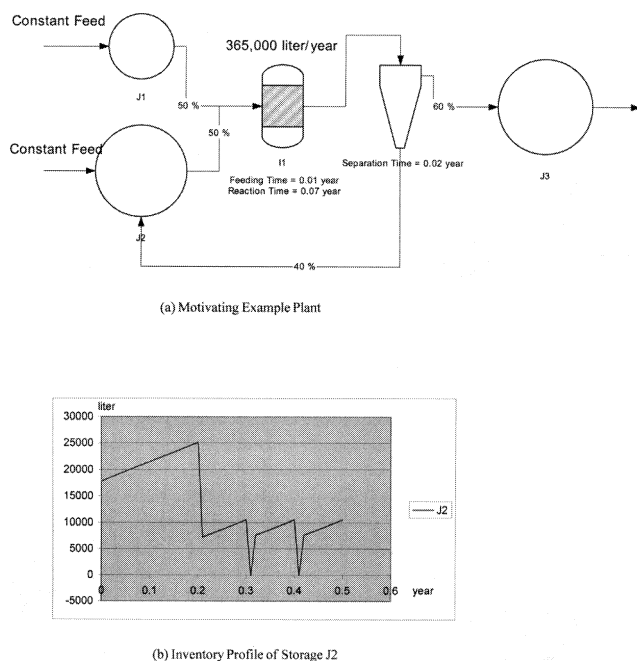 Constant Feed
J1
365,000 liter/year
50 %
50 %
60 %
Constant Feed
I1
Feeding Time = 0.01 year
Reaction Time = 0.07 year
Separation Time = 0.02 year
J3
J2
40 %
(a) Motivating Example Plant
liter
30000
25000
20000
15000
10000
5000
0
-5000
0 0.1 0.2 0.3 0.4 0.5 0.6 year
J2
(b) Inventory Profile of Storage J2